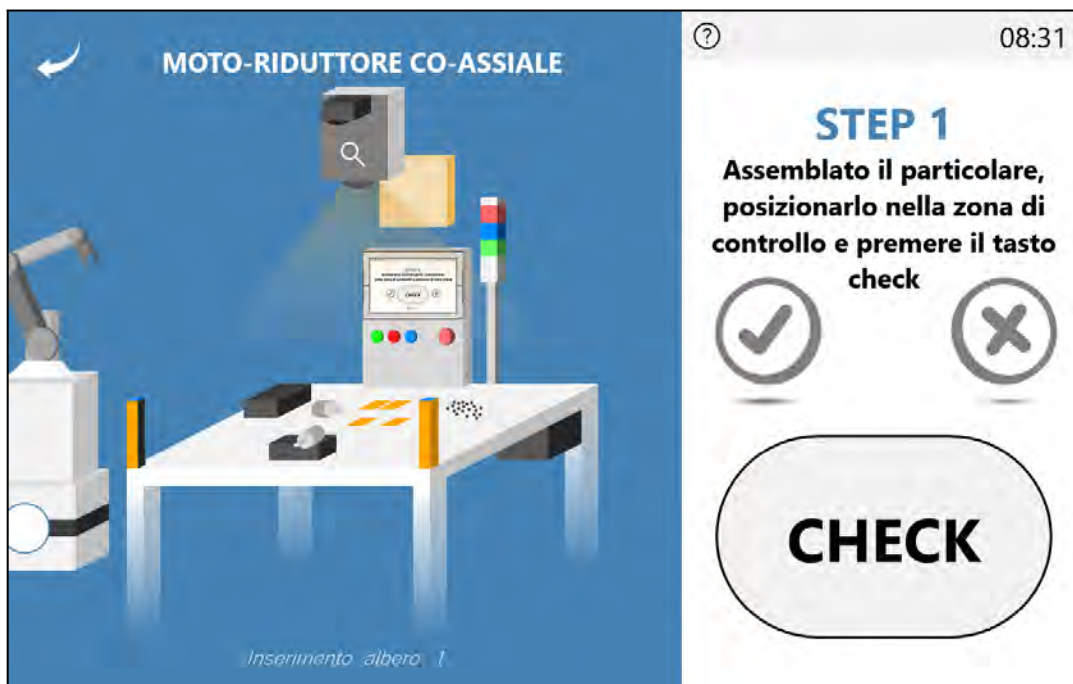 MOTO-RIDUTTORE CO-ASSIALE
Inserimento albero 1
?
08:31
STEP 1
Assemblato il particolare,
posizionarlo nella zona di
controllo e premere il tasto
check
CHECK
CHECK